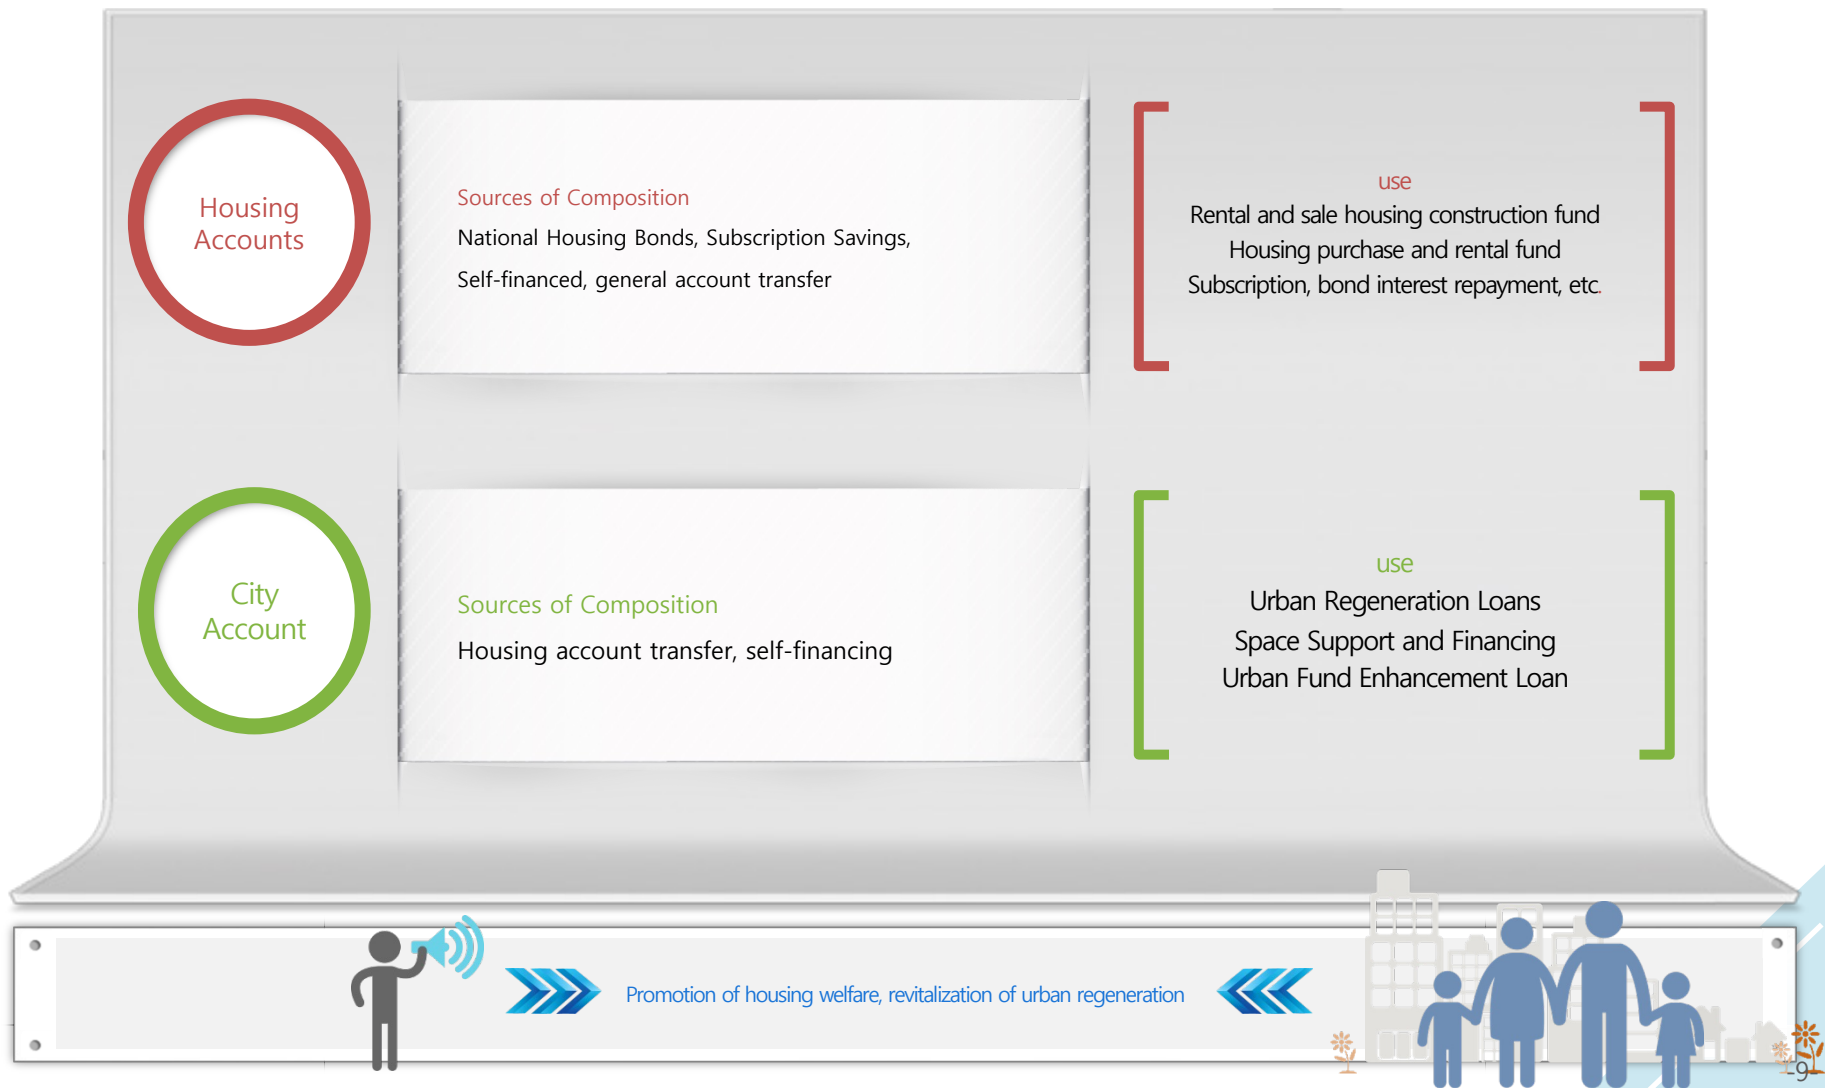 Housing
Accounts
Sources of Composition
National Housing Bonds, Subscription Savings,
Self-financed, general account transfer
use
Rental and sale housing construction fund
Housing purchase and rental fund
Subscription, bond interest repayment, etc.
City
Account
Sources of Composition
Housing account transfer, self-financing
use
Urban Regeneration Loans
Space Support and Financing
Urban Fund Enhancement Loan
Promotion of housing welfare, revitalization of urban regeneration
-9-